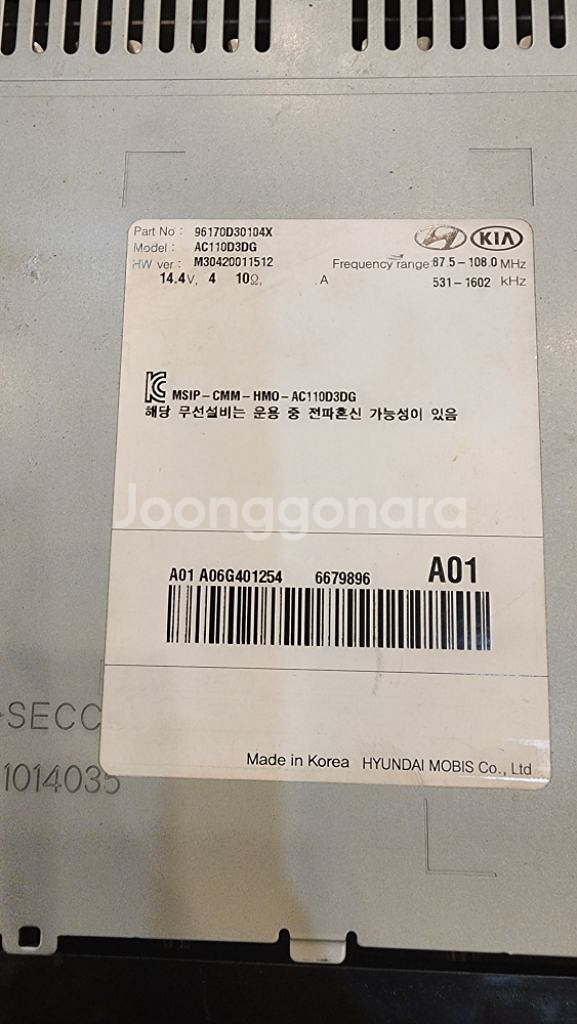 Part No : 96170D30104X
Model : AC110D3DG
HW ver : M30420011512
14.4V, 4 10Ω, .A
KIA
Frequency range:87.5-108.0 MHz
531-1602 kHz
MSIP-CMM-HMO-AC110D3DG
해당 무선설비는 운용 중 전파혼신 가능성이 있음
Joonggonara
A01 A06G401254 6679896 A01
SECC
1014035
Made in Korea HYUNDAI MOBIS Co., Ltd